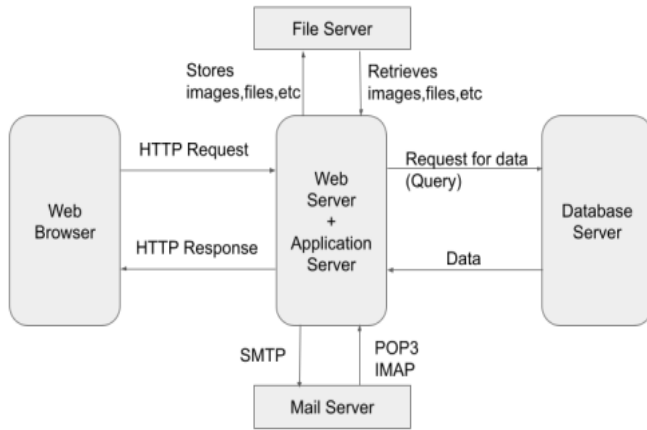 File Server
Stores
images,files,etc
Retrieves
images,files,etc
HTTP Request
HTTP Response
Web
Browser
Web
Server
+
Application
Server
Request for data
(Query)
Data
Database
Server
SMTP
POP3
IMAP
Mail Server